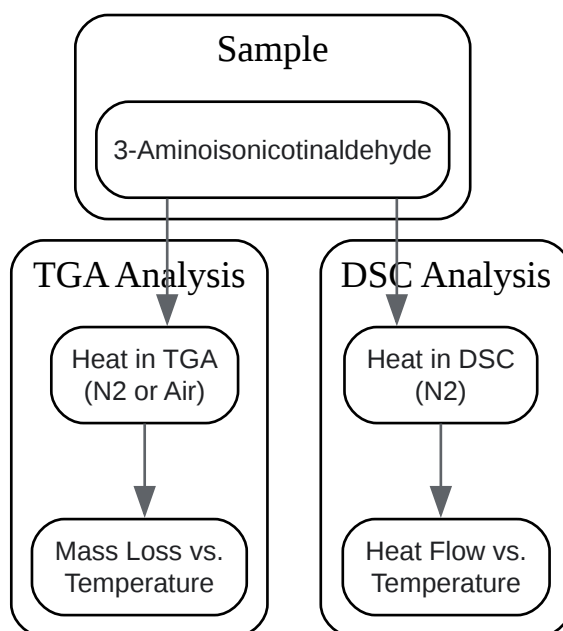 Sample
3-Aminoisonicotinaldehyde
TGA Analysis
Heat in TGA
(N2 or Air)
Mass Loss vs.
Temperature
DSC Analysis
Heat in DSC
(N2)
Heat Flow vs.
Temperature